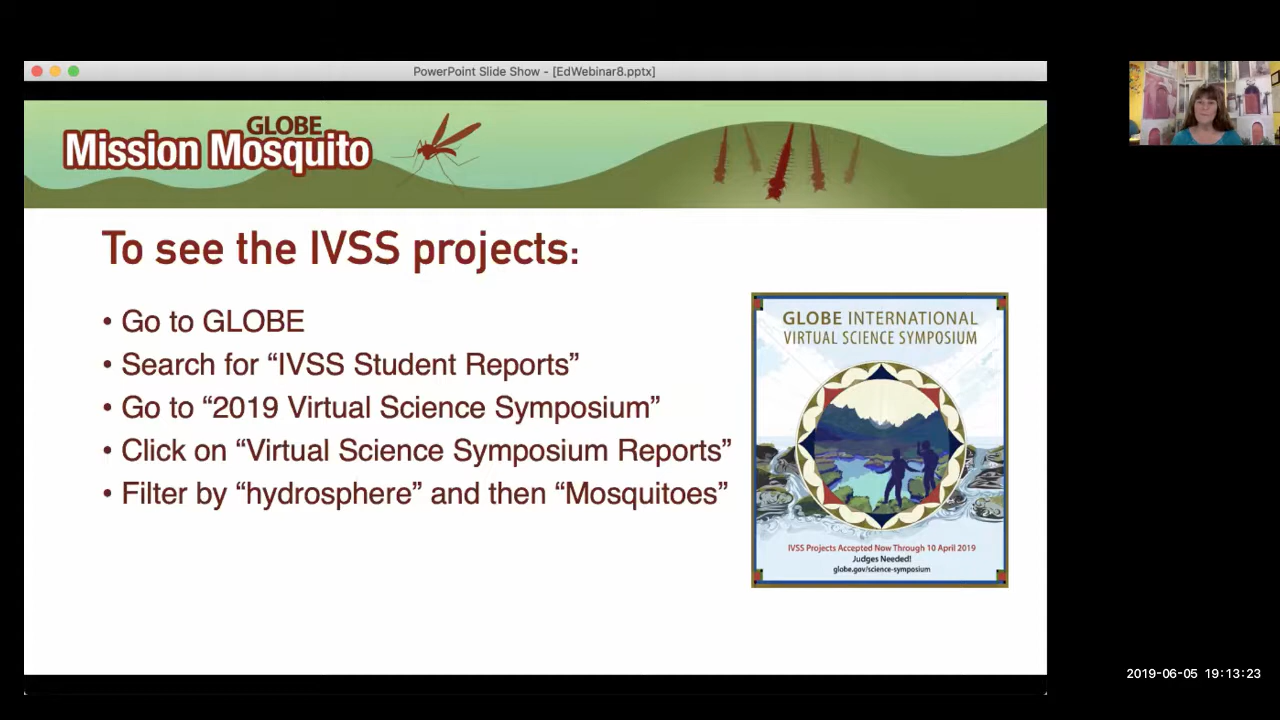 PowerPoint Slide Show - [EdWebinar8.pptx]
GLOBE
Mission Mosquito
To see the IVSS projects:
• Go to GLOBE
• Search for “IVSS Student Reports”
• Go to “2019 Virtual Science Symposium”
• Click on “Virtual Science Symposium Reports”
• Filter by “hydrosphere” and then “Mosquitoes”
GLOBE INTERNATIONAL
VIRTUAL SCIENCE SYMPOSIUM
IVSS Projects Accepted Now Through 10 April 2019
Judges Needed!
globe.gov/science-symposium
2019-06-05 19:13:23